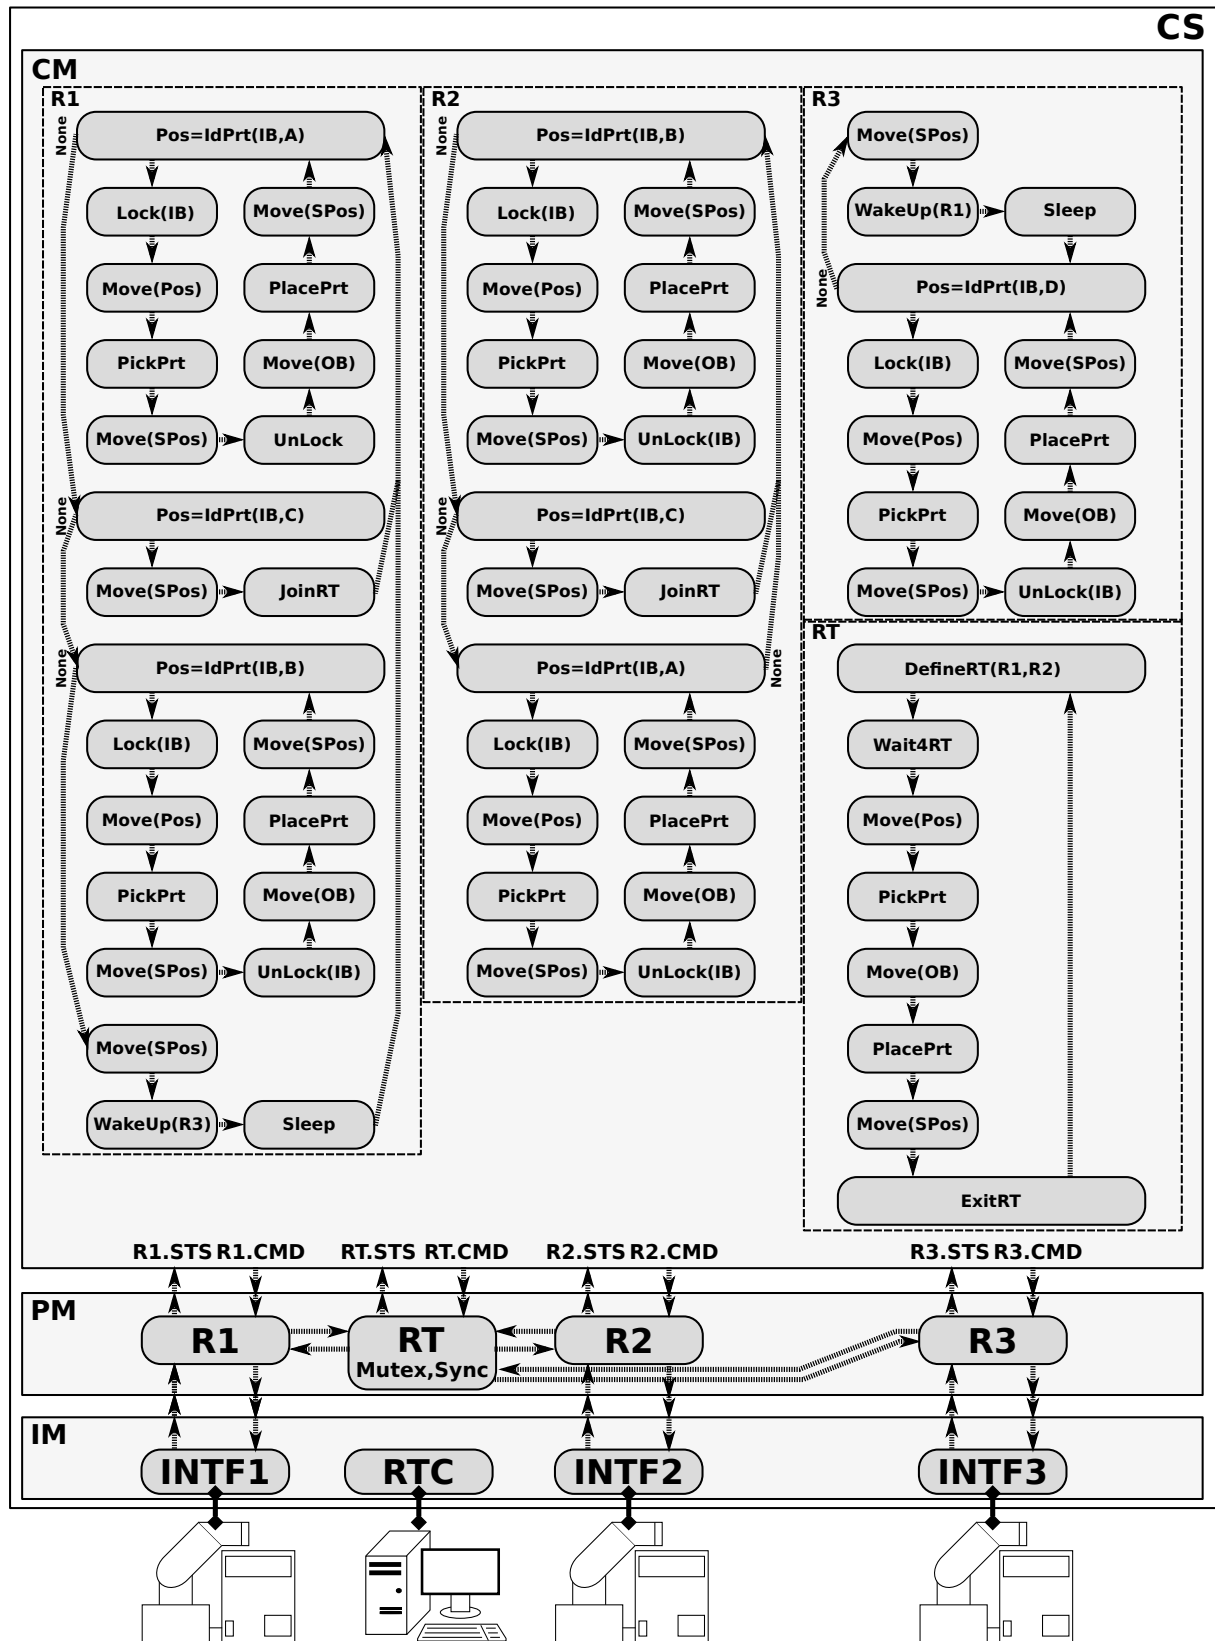 CS
CM
R1
None
Pos=IdPrt(IB,A)
Lock(IB)
Move(SPos)
Move(Pos)
PlacePrt
PickPrt
Move(OB)
Move(SPos)
UnLock
None
Pos=IdPrt(IB,C)
Move(SPos)
JoinRT
None
Pos=IdPrt(IB,B)
Lock(IB)
Move(SPos)
Move(Pos)
PlacePrt
PickPrt
Move(OB)
Move(SPos)
UnLock(IB)
Move(SPos)
WakeUp(R3)
Sleep
R2
None
Pos=IdPrt(IB,B)
Lock(IB)
Move(SPos)
Move(Pos)
PlacePrt
PickPrt
Move(OB)
Move(SPos)
UnLock(IB)
None
Pos=IdPrt(IB,C)
Move(SPos)
JoinRT
Pos=IdPrt(IB,A)
None
Lock(IB)
Move(SPos)
Move(Pos)
PlacePrt
PickPrt
Move(OB)
Move(SPos)
UnLock(IB)
R3
Move(SPos)
WakeUp(R1)
Sleep
None
Pos=IdPrt(IB,D)
Lock(IB)
Move(SPos)
Move(Pos)
PlacePrt
PickPrt
Move(OB)
Move(SPos)
UnLock(IB)
RT
DefineRT(R1,R2)
Wait4RT
Move(Pos)
PickPrt
Move(OB)
PlacePrt
Move(SPos)
ExitRT
R1.STS R1.CMD
RT.STS RT.CMD
R2.STS R2.CMD
R3.STS R3.CMD
PM
R1
RT
Mutex,Sync
R2
R3
IM
INTF1
RTC
INTF2
INTF3